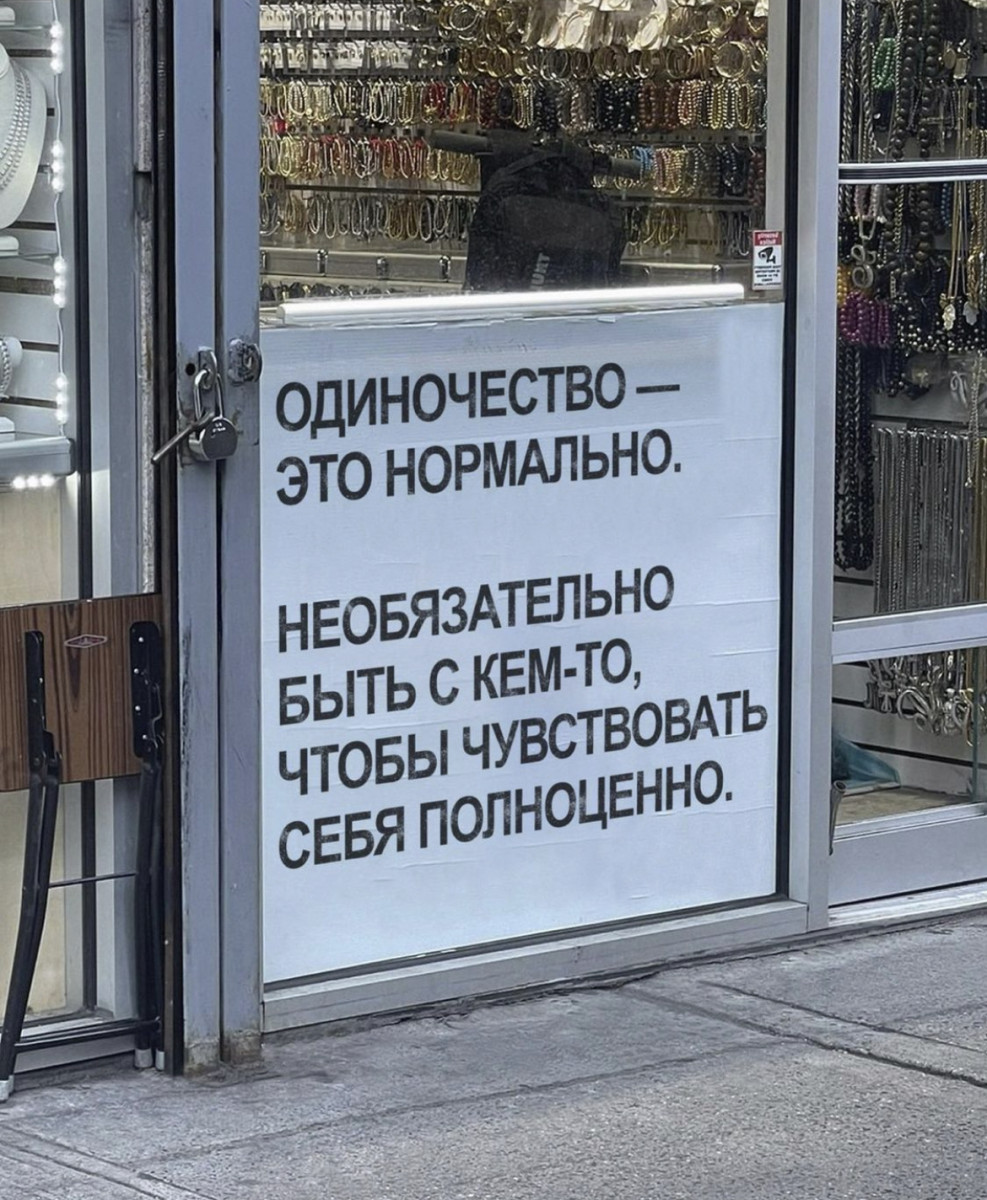 ОДИНОЧЕСТВО —
ЭТО НОРМАЛЬНО.
НЕОБЯЗАТЕЛЬНО
БЫТЬ С КЕМ-ТО,
ЧТОБЫ ЧУВСТВОВАТЬ
СЕБЯ ПОЛНОЦЕННО.